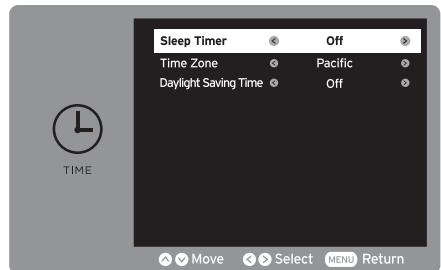 Sleep Timer Off
Time Zone Pacific
Daylight Saving Time Off
TIME
Move Select MENU Return